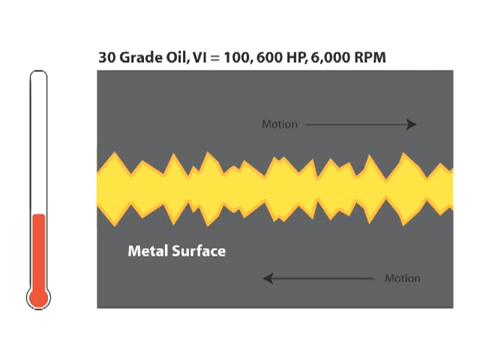 30 Grade Oil, VI = 100, 600 HP, 6,000 RPM
Motion
Metal Surface
Motion